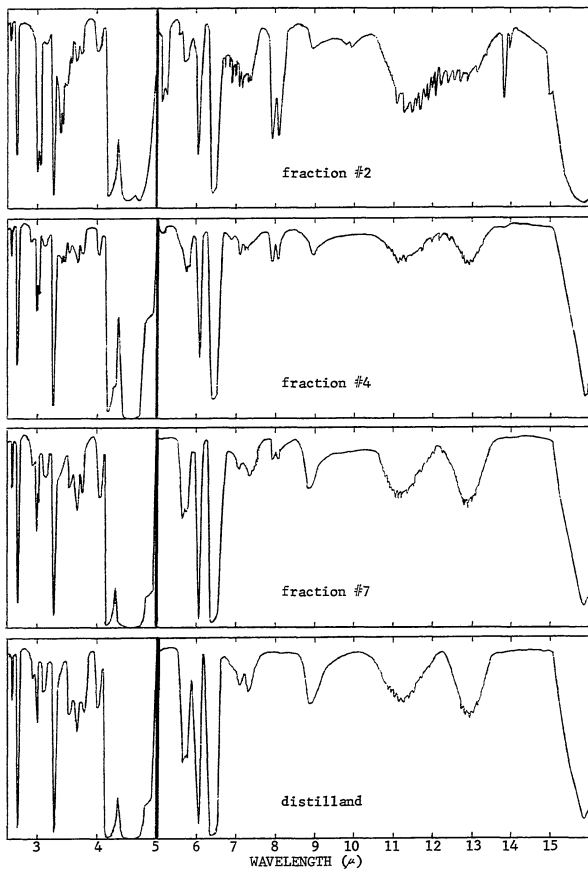 fraction #2
fraction #4
fraction #7
distilland
3 4 5 6 7 8 9 10 11 12 13 14 15
WAVELENGTH (μ)